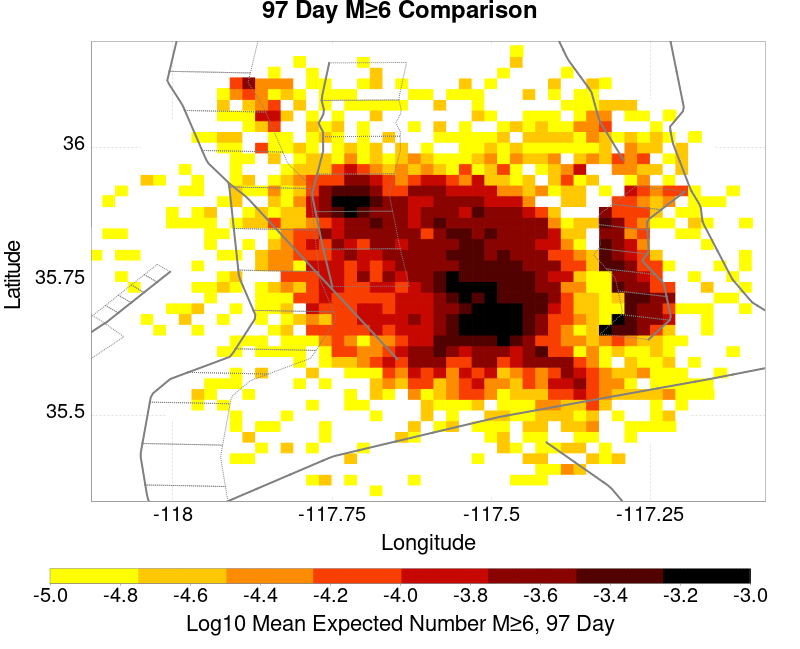 97 Day M≥6 Comparison
36
35.75
35.5
Latitude
-118 -117.75 -117.5 -117.25
Longitude
-5.0 -4.8 -4.6 -4.4 -4.2 -4.0 -3.8 -3.6 -3.4 -3.2 -3.0
Log10 Mean Expected Number M≥6, 97 Day